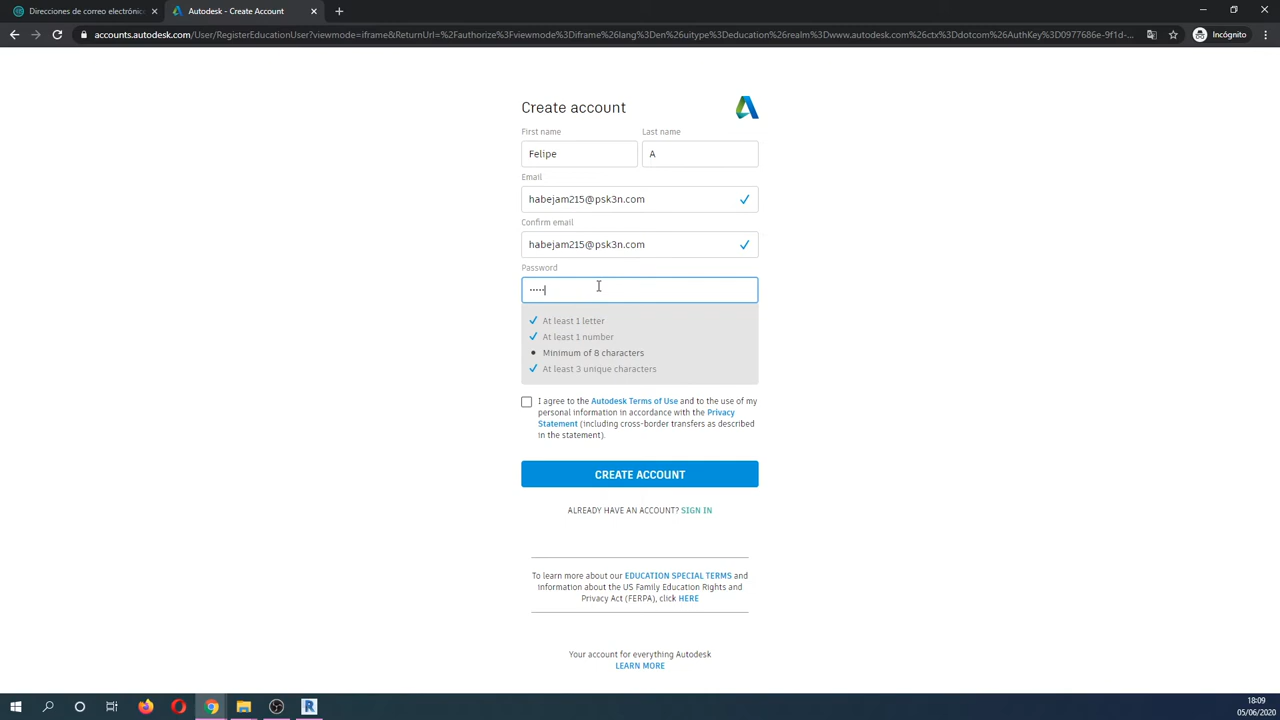 Direcciones de correo electrónic
Autodesk - Create Account
accounts.autodesk.com/User/RegisterEducationUser?viewmode=iframe&ReturnUrl=%2Fauthorize%3Fviewmode%3Diframe%26lang%3Den%26uitype%3Deducation%26realm%3Dwww.autodesk.com%26ctx%3Ddotcom%26AuthKey%3D0977686e-9f1d-...
Incógnito
Create account
First name
Last name
Felipe
A
Email
habejam215@psk3n.com
Confirm email
habejam215@psk3n.com
Password
•••••
At least 1 letter
At least 1 number
Minimum of 8 characters
At least 3 unique characters
I agree to the Autodesk Terms of Use and to the use of my
personal information in accordance with the Privacy
Statement (including cross-border transfers as described
in the statement).
CREATE ACCOUNT
ALREADY HAVE AN ACCOUNT? SIGN IN
To learn more about our EDUCATION SPECIAL TERMS and
information about the US Family Education Rights and
Privacy Act (FERPA), click HERE
Your account for everything Autodesk
LEARN MORE
R
18:09
05/06/2020